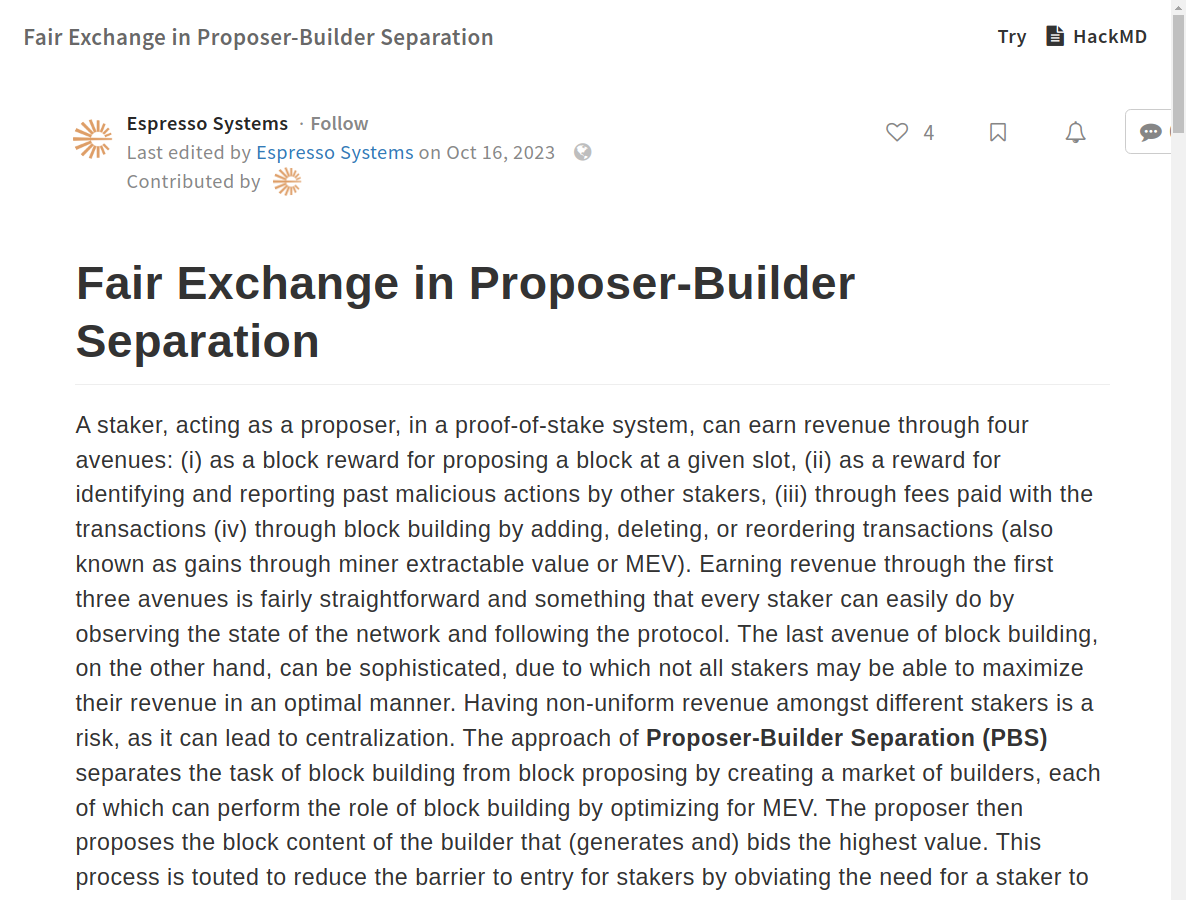 Fair Exchange in Proposer-Builder Separation
Try HackMD
Espresso Systems · Follow
4
Last edited by Espresso Systems on Oct 16, 2023
Contributed by
Fair Exchange in Proposer-Builder
Separation
A staker, acting as a proposer, in a proof-of-stake system, can earn revenue through four
avenues: (i) as a block reward for proposing a block at a given slot, (ii) as a reward for
identifying and reporting past malicious actions by other stakers, (iii) through fees paid with the
transactions (iv) through block building by adding, deleting, or reordering transactions (also
known as gains through miner extractable value or MEV). Earning revenue through the first
three avenues is fairly straightforward and something that every staker can easily do by
observing the state of the network and following the protocol. The last avenue of block building,
on the other hand, can be sophisticated, due to which not all stakers may be able to maximize
their revenue in an optimal manner. Having non-uniform revenue amongst different stakers is a
risk, as it can lead to centralization. The approach of Proposer-Builder Separation (PBS)
separates the task of block building from block proposing by creating a market of builders, each
of which can perform the role of block building by optimizing for MEV. The proposer then
proposes the block content of the builder that (generates and) bids the highest value. This
process is touted to reduce the barrier to entry for stakers by obviating the need for a staker to